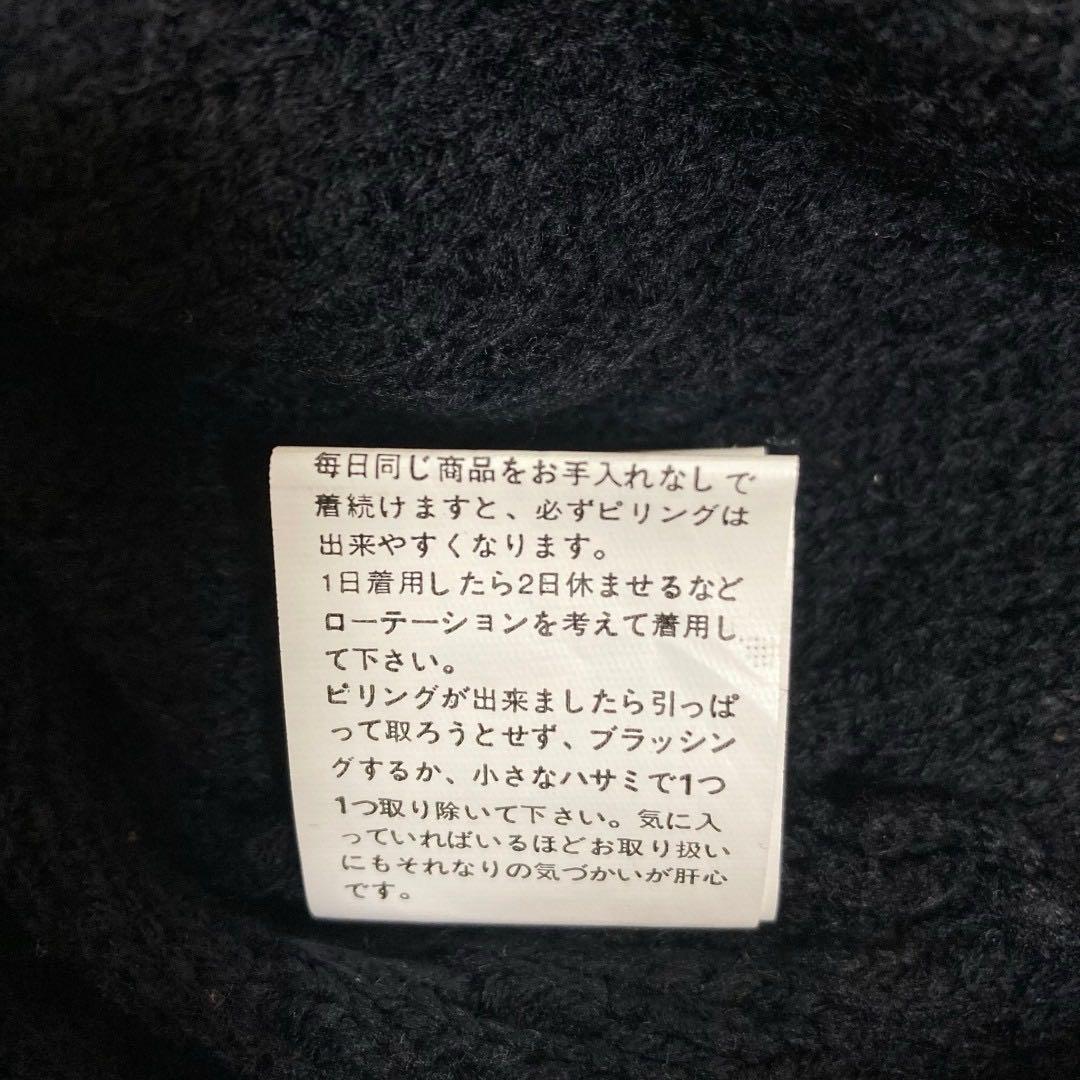 毎日同じ商品をお手入れなしで
着続けますと、必ずピリングは
出来やすくなります。
1日着用したら2日休ませるなど
ローテーションを考えて着用し
て下さい。
ピリングが出来ましたら引っぱ
って取ろうとせず、ブラッシン
グするか、小さなハサミで1つ
1つ取り除いて下さい。気に入
っていればいるほどお取り扱い
にもそれなりの気づかいが肝心
です。